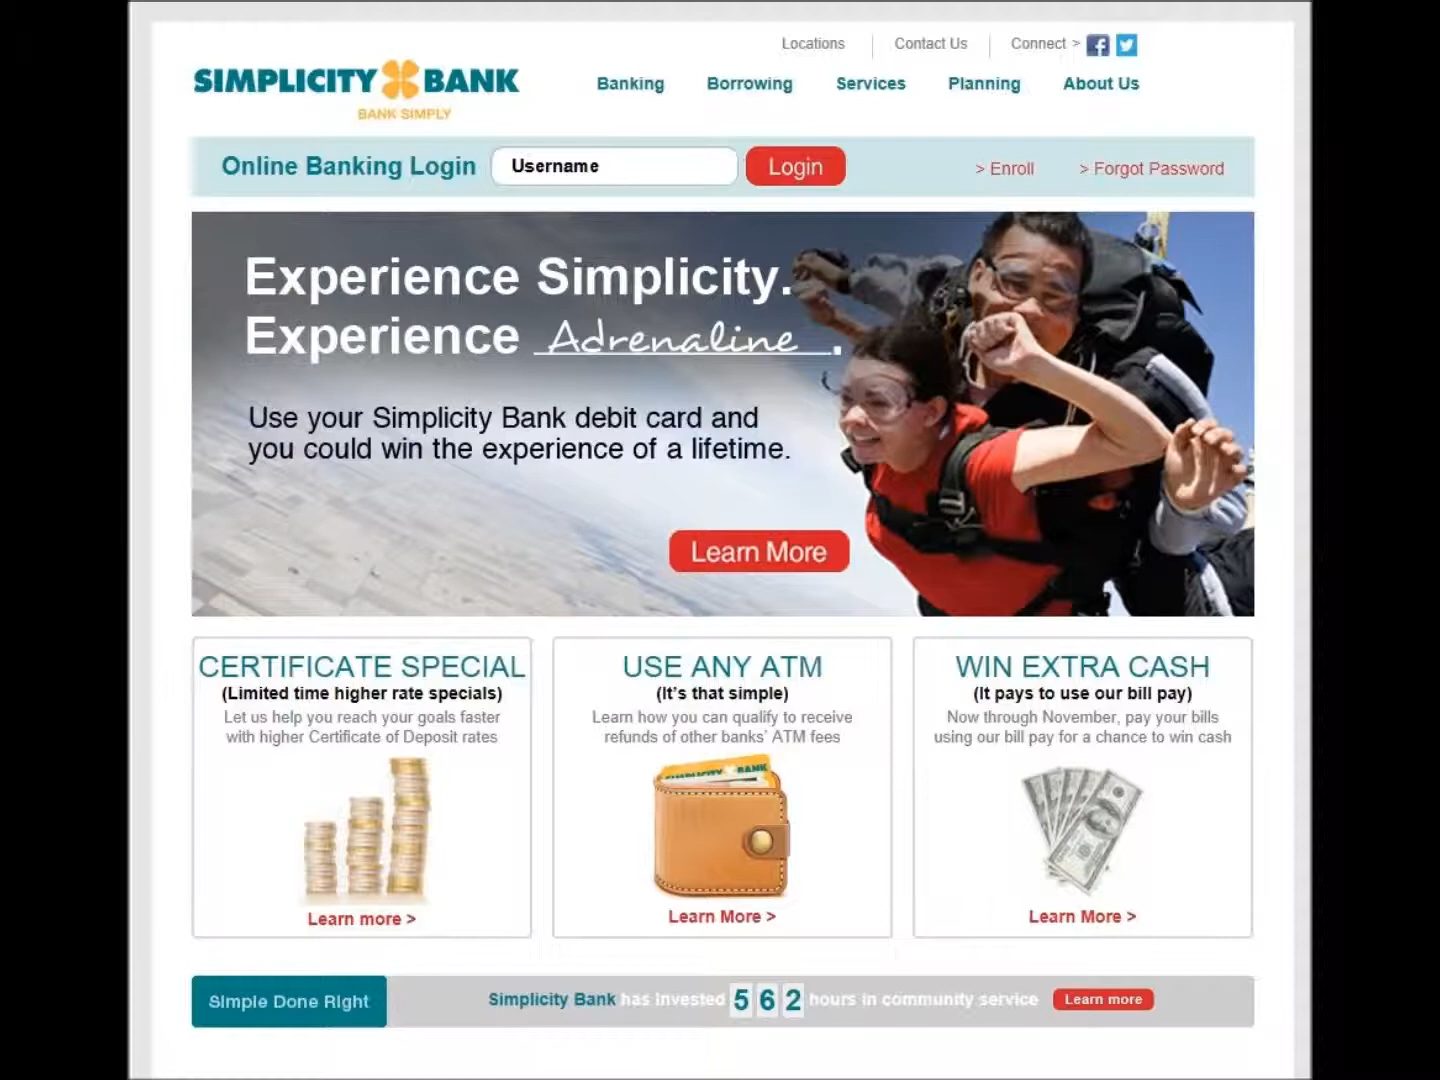 Locations
Contact Us
Connect >
SIMPLICITY BANK
BANK SIMPLY
Banking
Borrowing
Services
Planning
About Us
Online Banking Login
Username
Login
> Enroll
> Forgot Password
Experience Simplicity.
Experience Adrenaline.
Use your Simplicity Bank debit card and
you could win the experience of a lifetime.
Learn More
CERTIFICATE SPECIAL
(Limited time higher rate specials)
Let us help you reach your goals faster
with higher Certificate of Deposit rates
Learn more >
USE ANY ATM
(It's that simple)
Learn how you can qualify to receive
refunds of other banks' ATM fees
SIMPLICITY BANK
Learn More >
WIN EXTRA CASH
(It pays to use our bill pay)
Now through November, pay your bills
using our bill pay for a chance to win cash
Learn More >
Simple Done Right
Simplicity Bank has invested 562 hours in community service
Learn more